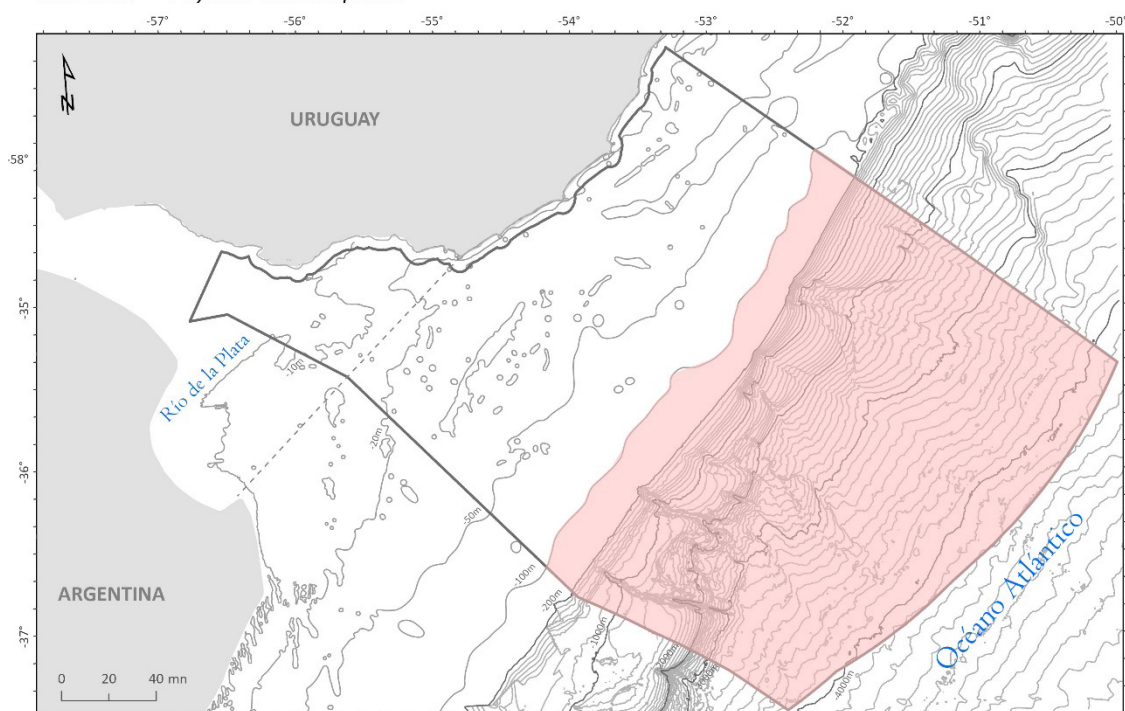 -57°
-56°
-55°
-54°
-53°
-52°
-51°
-50°
N
URUGUAY
-58°
-35°
Río de la Plata
-10m
-20m
-36°
-50m
-100m
ARGENTINA
-200m
-1000m
Océano Atlántico
-37°
-4000m
0 20 40 mn